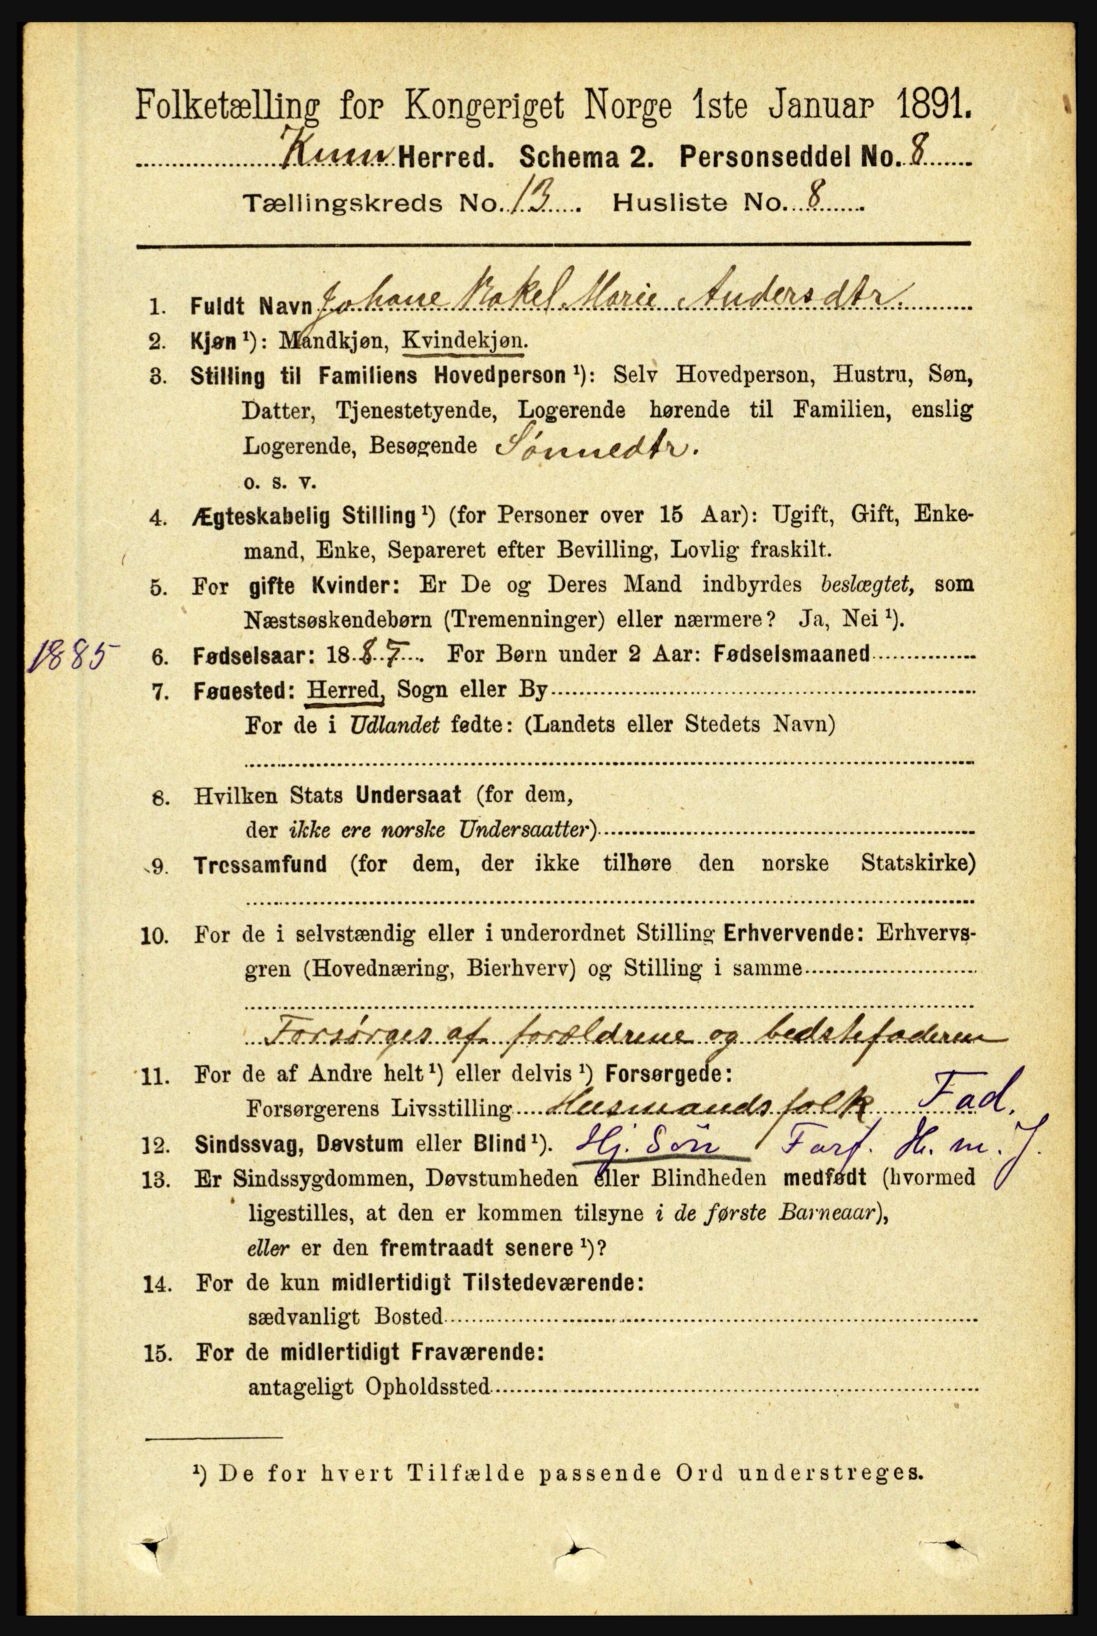 Folketælling for Kongeriget Norge 1ste Januar 1891.
Kinn Herred. Schema 2. Personseddel No. 8
Tællingskreds No. 13. Husliste No. 8.
1. Fuldt Navn Johane Rakel Marie Andersdtr.
2. Kjøn ¹): Mandkjøn, Kvindekjøn.
3. Stilling til Familiens Hovedperson ¹): Selv Hovedperson, Hustru, Søn,
Datter, Tjenestetyende, Logerende hørende til Familien, enslig
Logerende, Besøgende Sønnedtr.
o. s. v.
4. Ægteskabelig Stilling ¹) (for Personer over 15 Aar): Ugift, Gift, Enke-
mand, Enke, Separeret efter Bevilling, Lovlig fraskilt.
5. For gifte Kvinder: Er De og Deres Mand indbyrdes beslægtet, som
Næstsøskendebørn (Tremenninger) eller nærmere? Ja, Nei ¹).
1885 6. Fødselsaar: 1885. For Børn under 2 Aar: Fødselsmaaned
7. Føgested: Herred, Sogn eller By
For de i Udlandet fødte: (Landets eller Stedets Navn)
8. Hvilken Stats Undersaat (for dem,
der ikke ere norske Undersaatter)
9. Trossamfund (for dem, der ikke tilhøre den norske Statskirke)
10. For de i selvstændig eller i underordnet Stilling Erhvervende: Erhvervs-
gren (Hovednæring, Bierhverv) og Stilling i samme
Forsørges af forældrene og bedstefaderen
11. For de af Andre helt ¹) eller delvis ¹) Forsørgede:
Forsørgerens Livsstilling Husmandsfolk Fad.
12. Sindssvag, Døvstum eller Blind ¹). Hj. Søn Farf. H. m. J.
13. Er Sindssygdommen, Døvstumheden eller Blindheden medfødt (hvormed
ligestilles, at den er kommen tilsyne i de første Barneaar),
eller er den fremtraadt senere ¹)?
14. For de kun midlertidigt Tilstedeværende:
sædvanligt Bosted
15. For de midlertidigt Fraværende:
antageligt Opholdssted
¹) De for hvert Tilfælde passende Ord understreges.